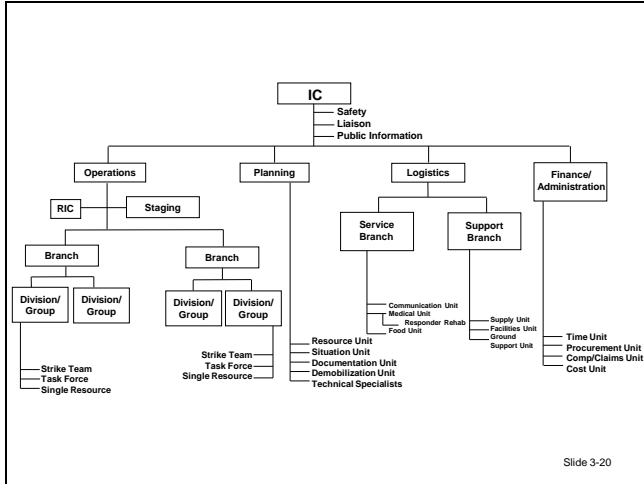 IC
Safety
Liaison
Public Information
Operations
Planning
Logistics
Finance/
Administration
RIC
Staging
Service
Branch
Support
Branch
Branch
Branch
Division/
Group
Division/
Group
Division/
Group
Division/
Group
Communication Unit
Medical Unit
Responder Rehab
Food Unit
Supply Unit
Facilities Unit
Ground
Support Unit
Time Unit
Procurement Unit
Comp/Claims Unit
Cost Unit
Resource Unit
Situation Unit
Documentation Unit
Demobilization Unit
Technical Specialists
Strike Team
Task Force
Single Resource
Strike Team
Task Force
Single Resource
Slide 3-20